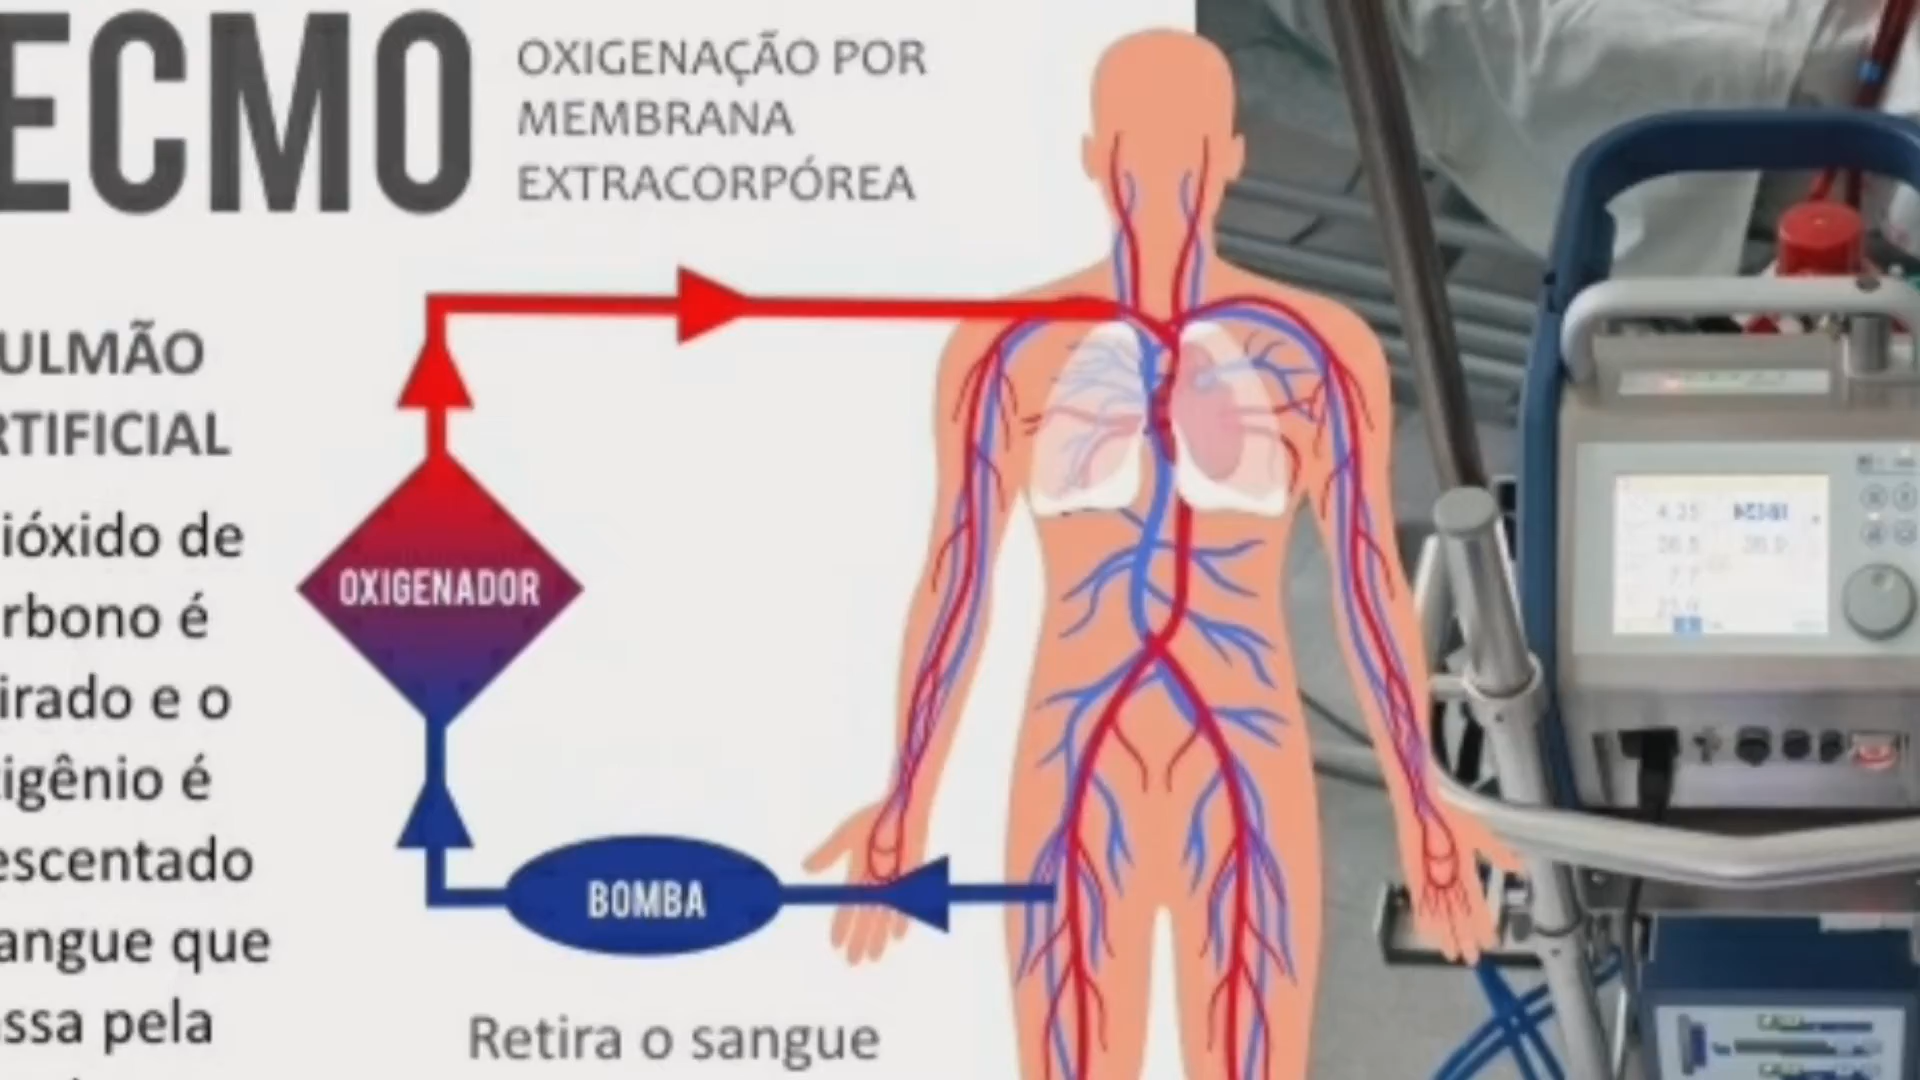 ECMO
OXIGENAÇÃO POR
MEMBRANA
EXTRACORPÓREA
ULMÃO
RTIFICIAL
OXIGENADOR
ióxido de
rbono é
irado e o
igênio é
escentado
angue que
ssa pela
BOMBA
Retira o sangue